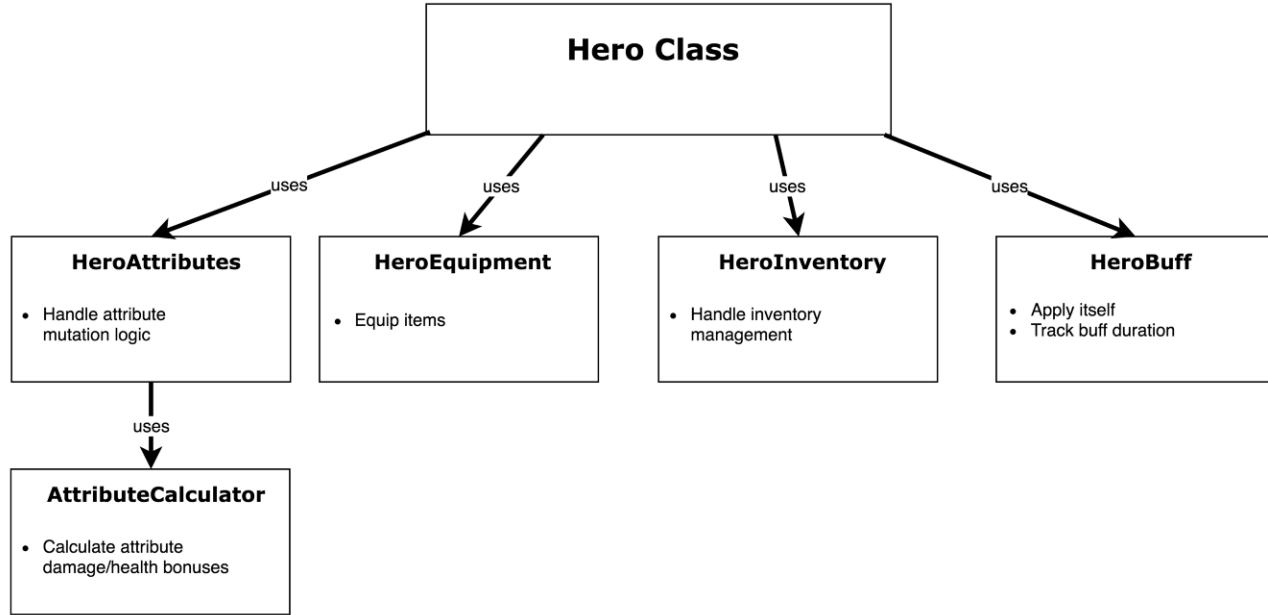 Hero Class
uses
uses
uses
uses
HeroAttributes
• Handle attribute
mutation logic
HeroEquipment
• Equip items
HeroInventory
• Handle inventory
management
HeroBuff
• Apply itself
• Track buff duration
uses
AttributeCalculator
• Calculate attribute
damage/health bonuses